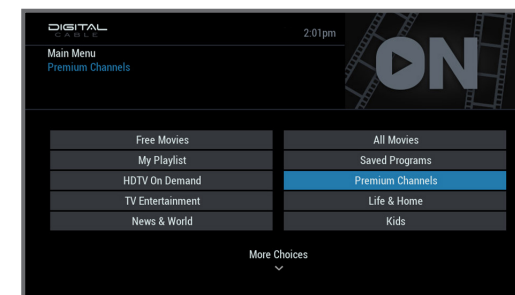 DIGITAL
CABLE
2:01pm
ON
Main Menu
Premium Channels
Free Movies
All Movies
My Playlist
Saved Programs
HDTV On Demand
Premium Channels
TV Entertainment
Life & Home
News & World
Kids
More Choices